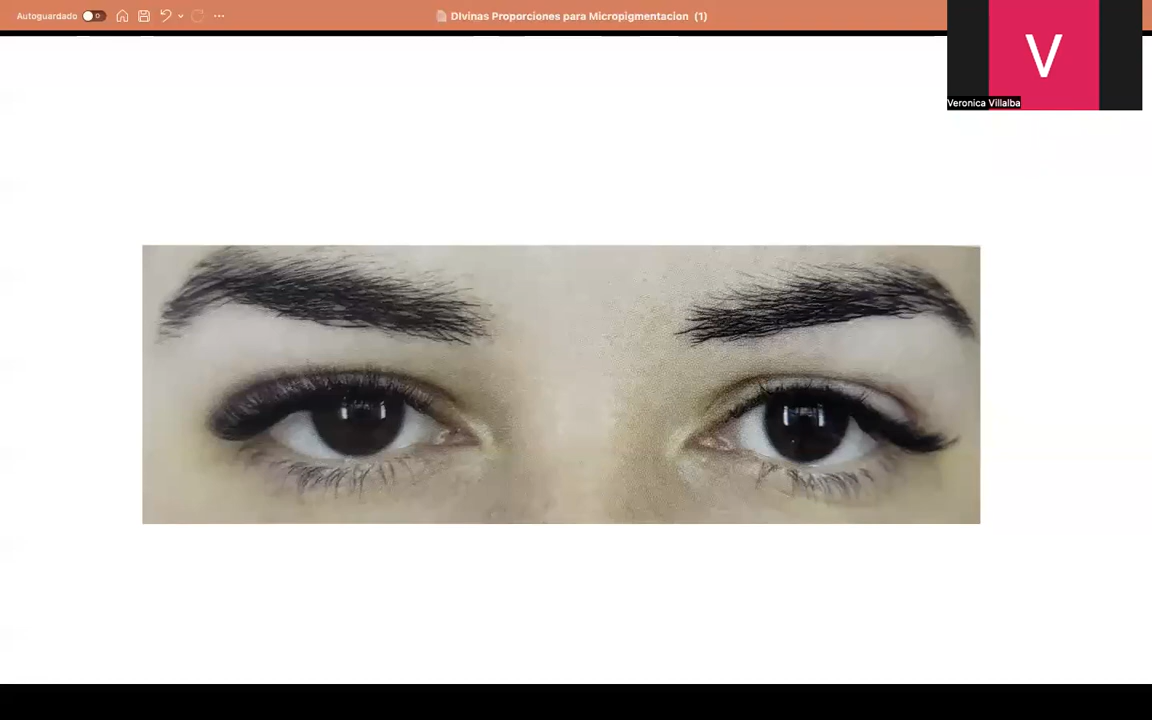 Autoguardado
DIvinas Proporciones para Micropigmentacion (1)
V
Veronica Villalba